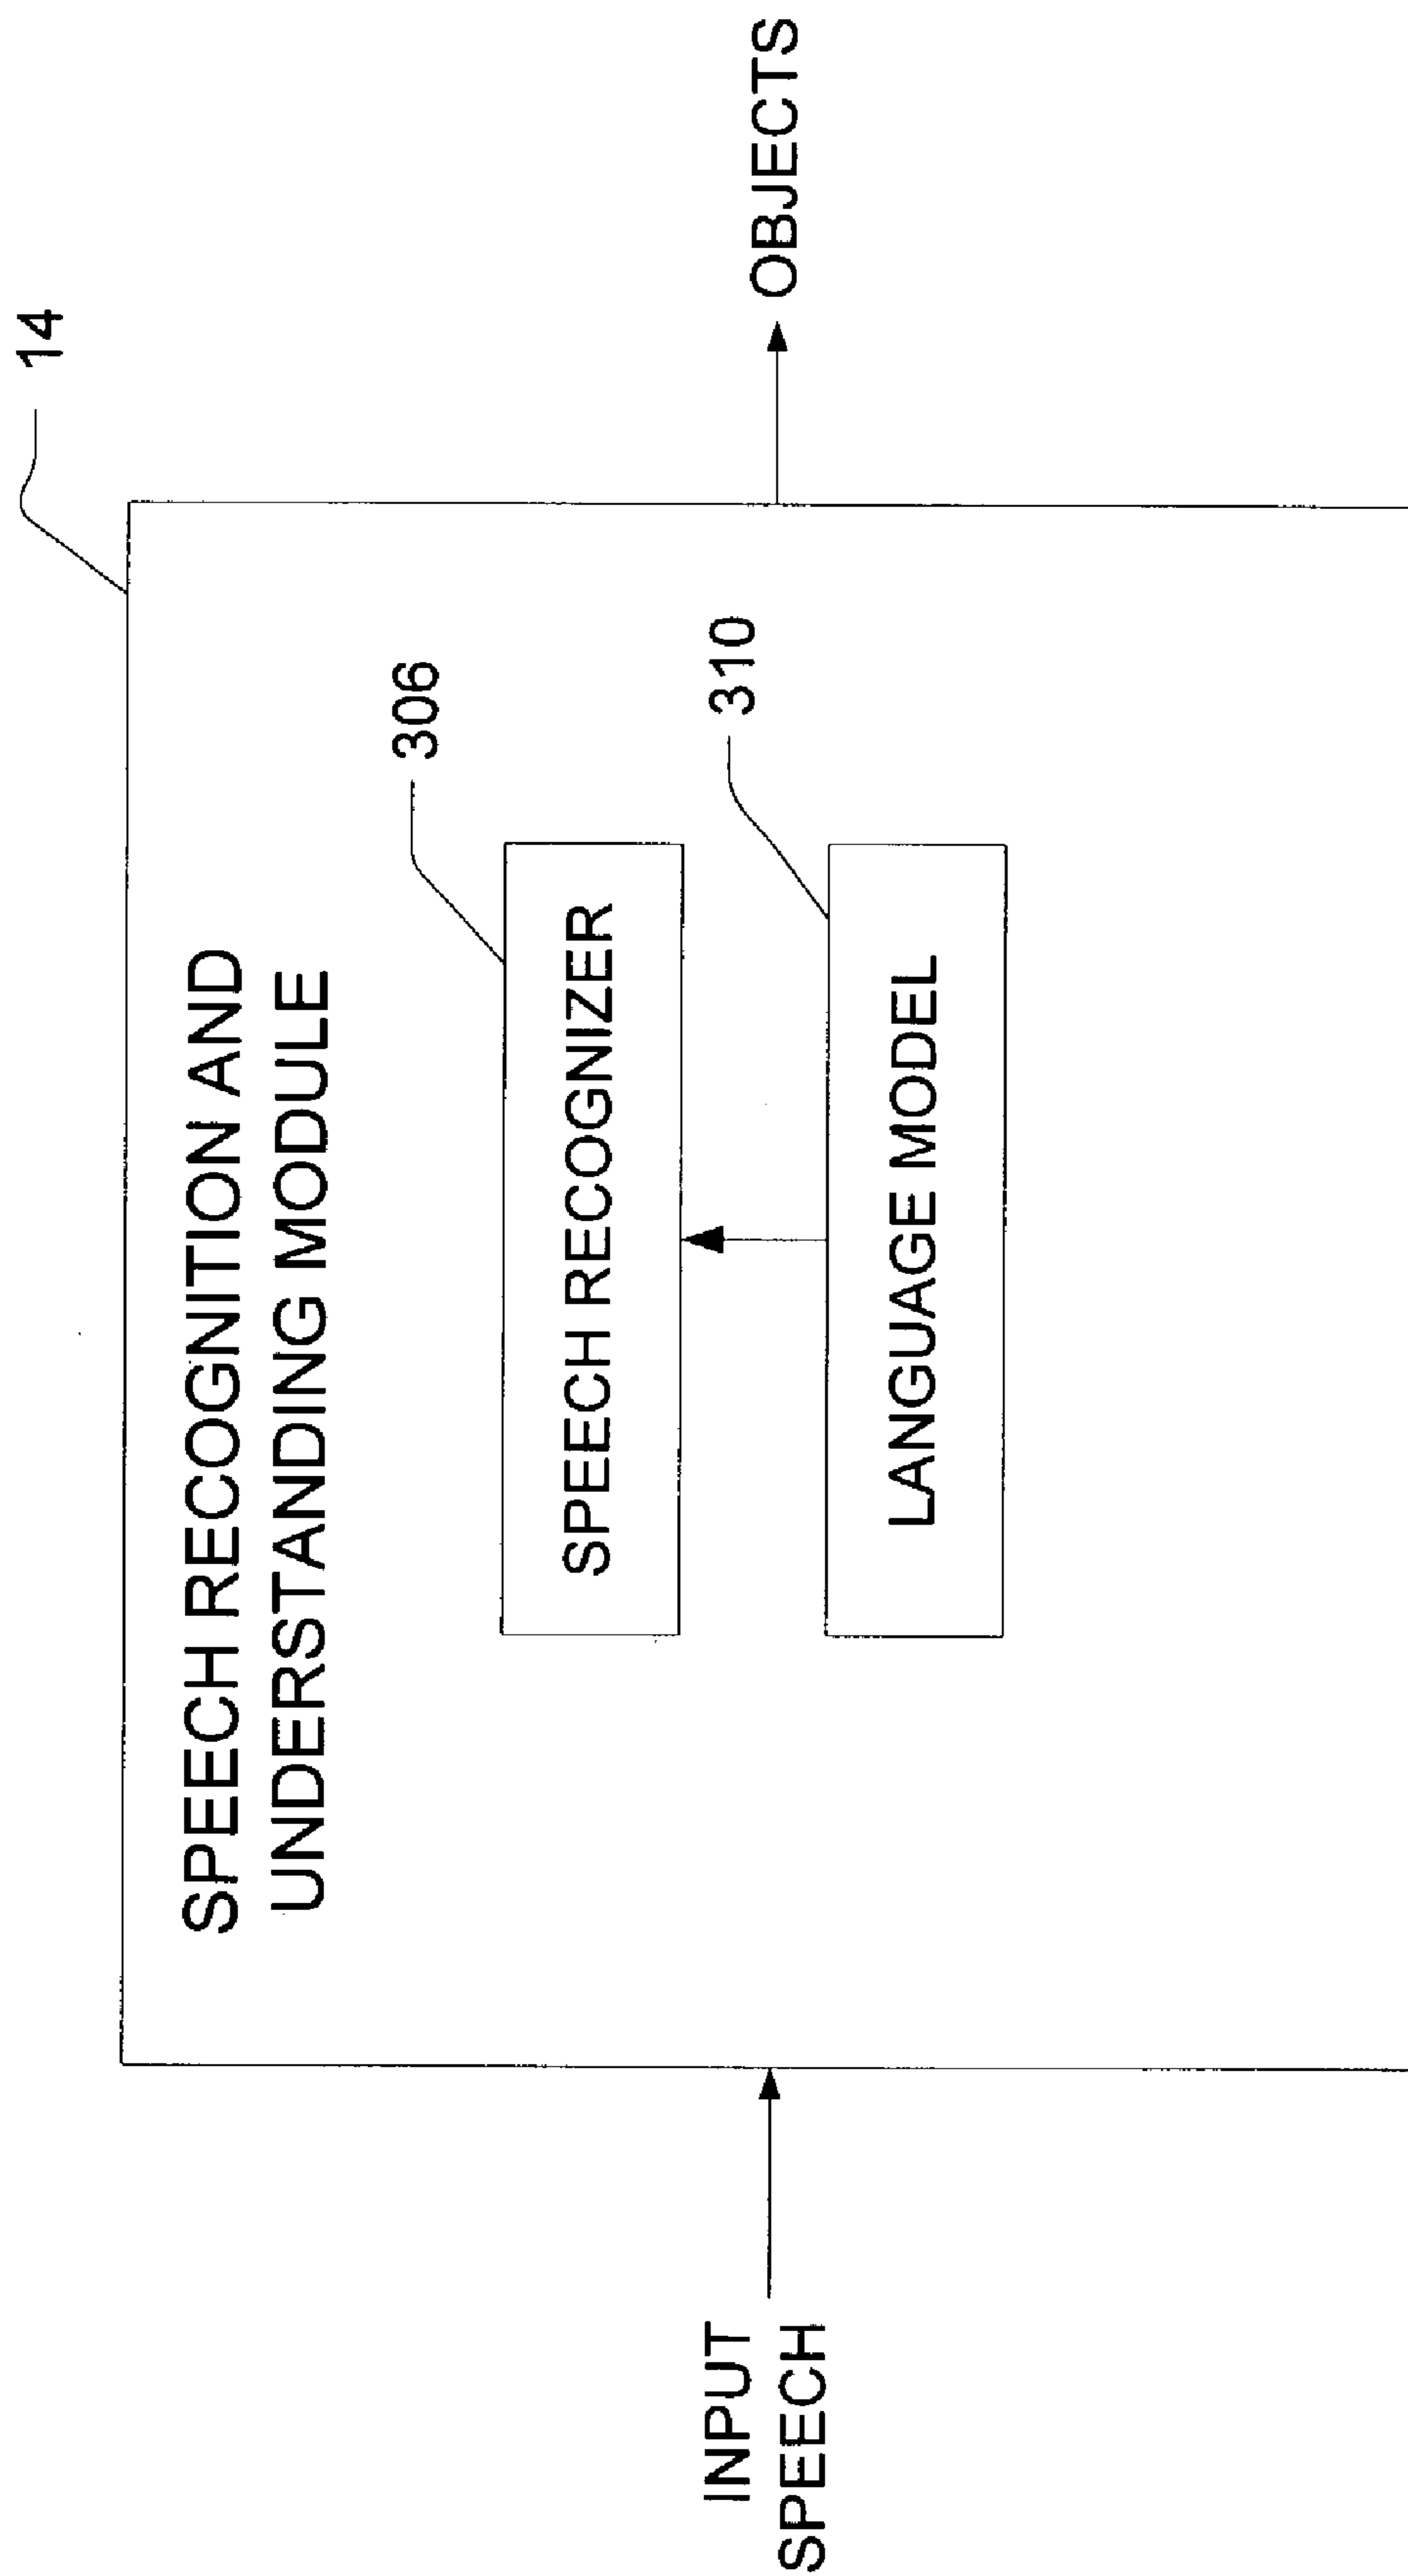 14
SPEECH RECOGNITION AND
UNDERSTANDING MODULE
306
SPEECH RECOGNIZER
310
LANGUAGE MODEL
INPUT
SPEECH
OBJECTS